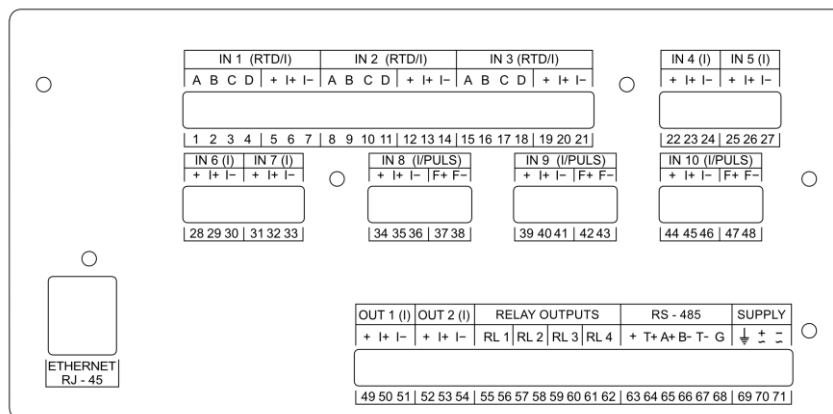 IN 1 (RTD/I) IN 2 (RTD/I) IN 3 (RTD/I) IN 4 (I) IN 5 (I)
A B C D + I+ I− A B C D + I+ I− A B C D + I+ I− + I+ I− + I+ I−
1 2 3 4 5 6 7 8 9 10 11 12 13 14 15 16 17 18 19 20 21 22 23 24 25 26 27
IN 6 (I) IN 7 (I) IN 8 (I/PULS) IN 9 (I/PULS) IN 10 (I/PULS)
+ I+ I− + I+ I− + I+ I− F+ F− + I+ I− F+ F− + I+ I− F+ F−
28 29 30 31 32 33 34 35 36 37 38 39 40 41 42 43 44 45 46 47 48
ETHERNET
RJ - 45
OUT 1 (I) OUT 2 (I) RELAY OUTPUTS RS - 485 SUPPLY
+ I+ I− + I+ I− RL 1 RL 2 RL 3 RL 4 + T+ A+ B- T- G ⏚ + −
49 50 51 52 53 54 55 56 57 58 59 60 61 62 63 64 65 66 67 68 69 70 71